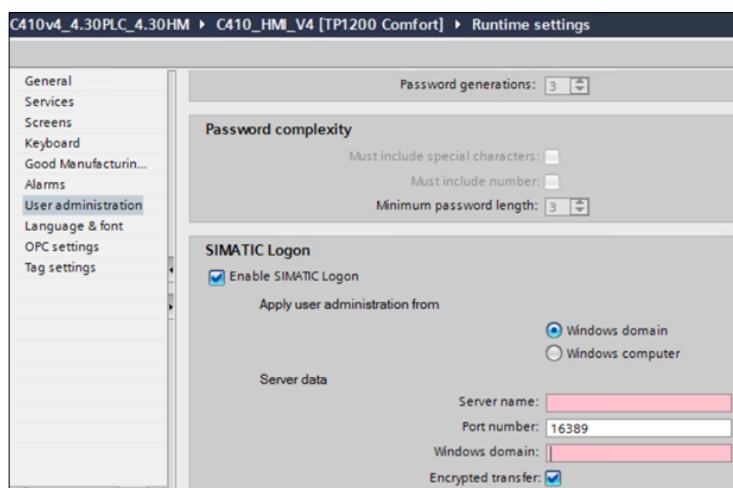 C410v4_4.30PLC_4.30HM ▸ C410_HMI_V4 [TP1200 Comfort] ▸ Runtime settings
General
Services
Screens
Keyboard
Good Manufacturin...
Alarms
User administration
Language & font
OPC settings
Tag settings
Password generations: 3
Password complexity
Must include special characters:
Must include number:
Minimum password length: 3
SIMATIC Logon
Enable SIMATIC Logon
Apply user administration from
Windows domain
Windows computer
Server data
Server name:
Port number: 16389
Windows domain:
Encrypted transfer: